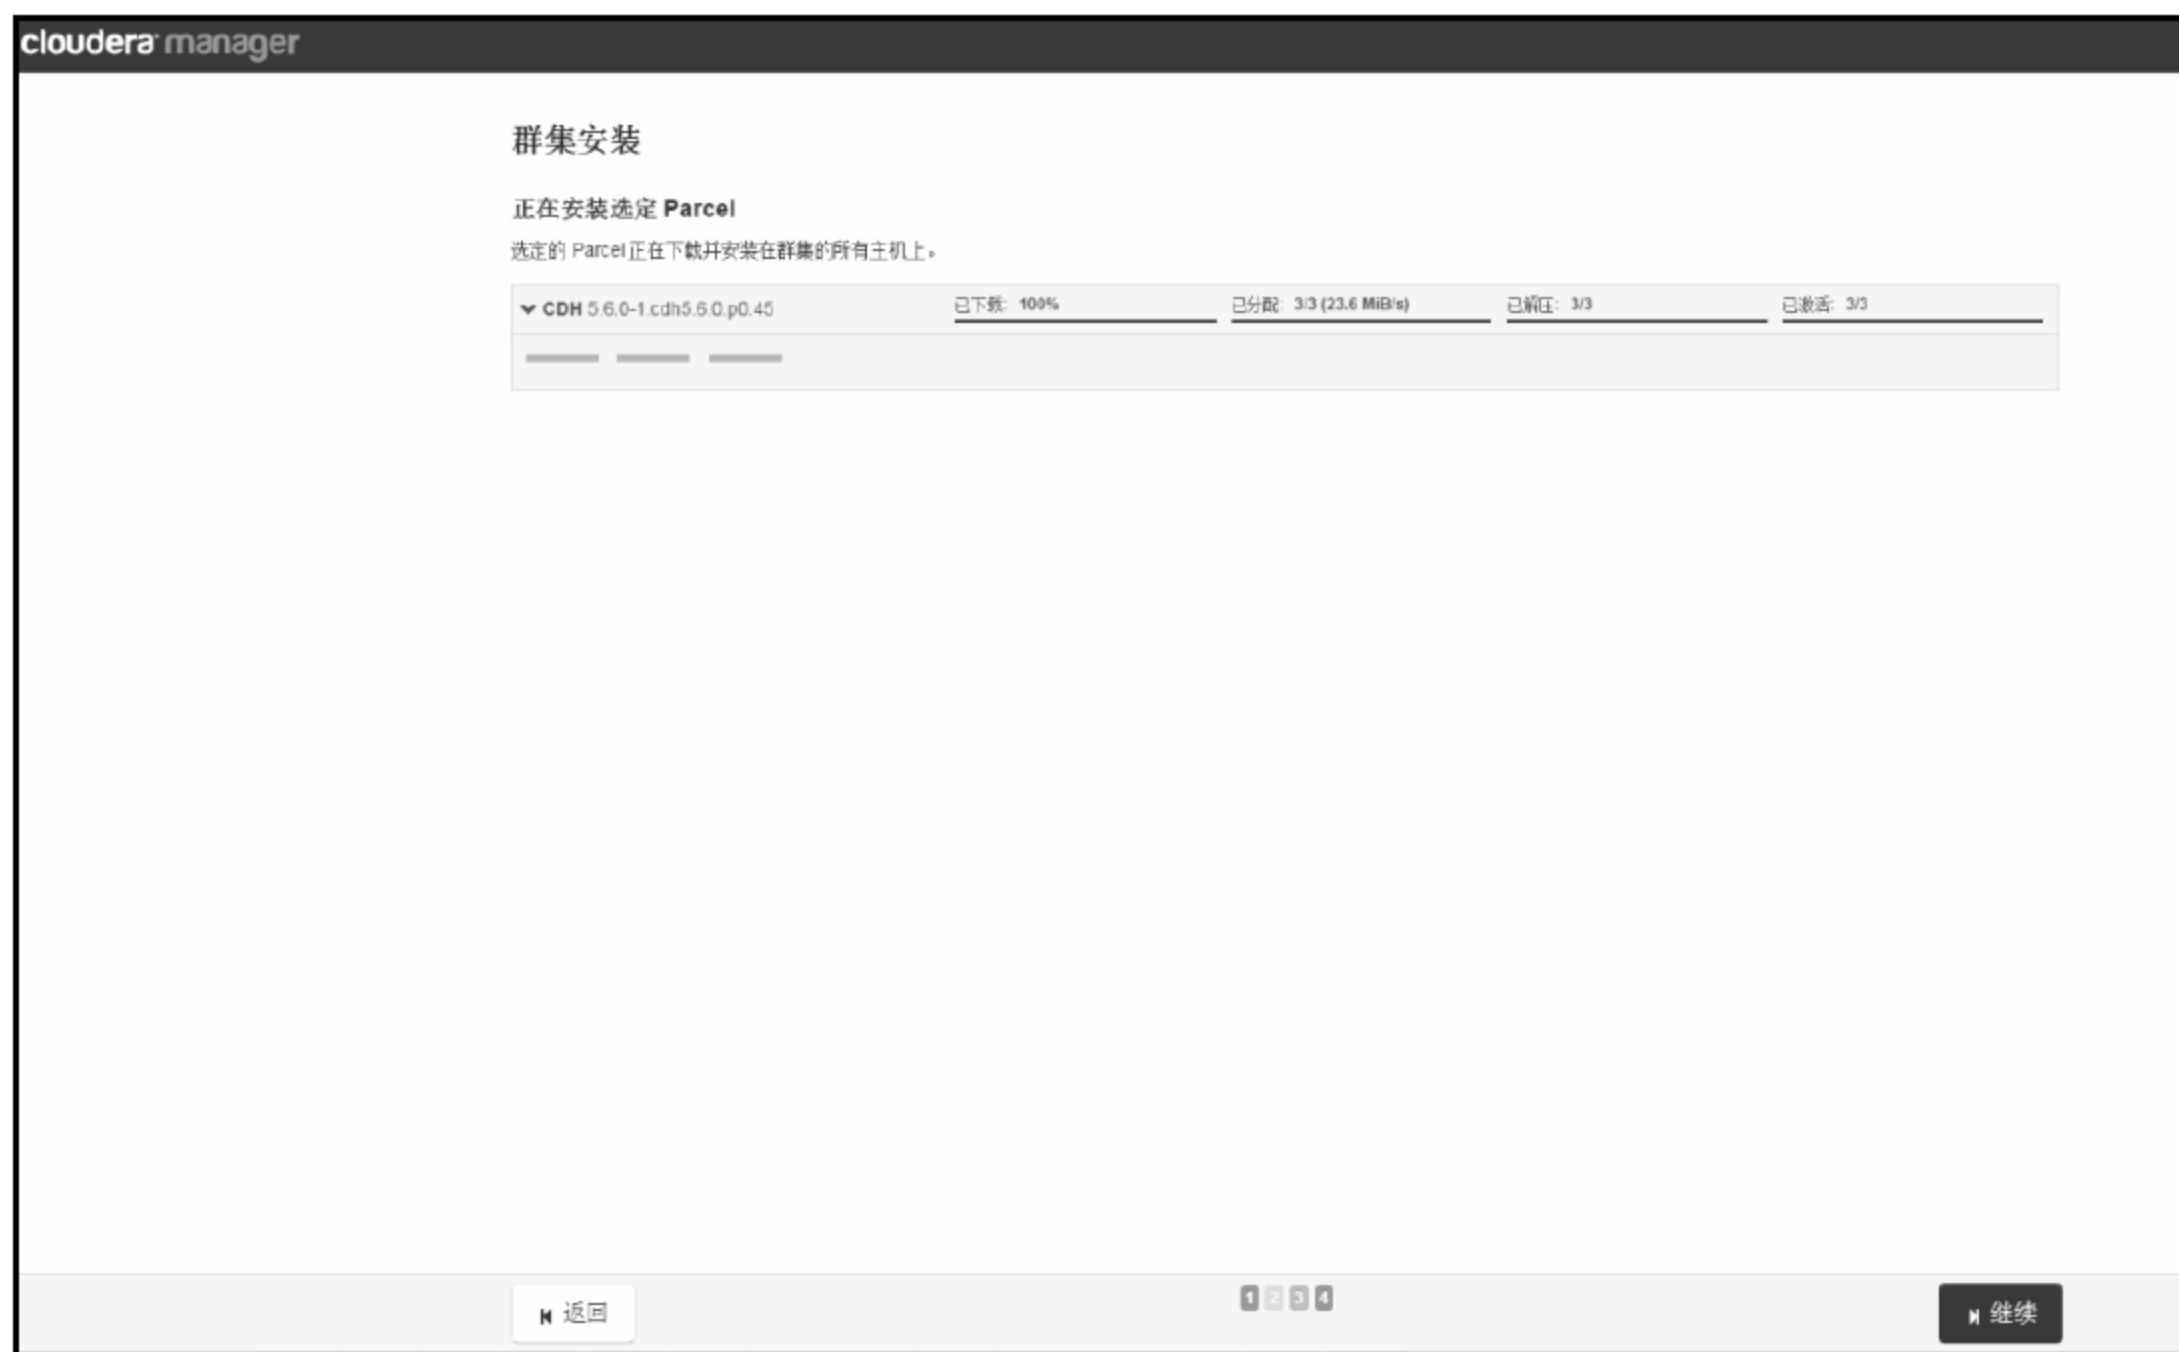 cloudera manager
群集安装
正在安装选定 Parcel
选定的 Parcel 正在下载并安装在群集的所有主机上。
CDH 5.6.0-1.cdh5.6.0.p0.45 已下载: 100% 已分配: 3/3 (23.6 MiB/s) 已解压: 3/3 已激活: 3/3
返回 1 2 3 4 继续